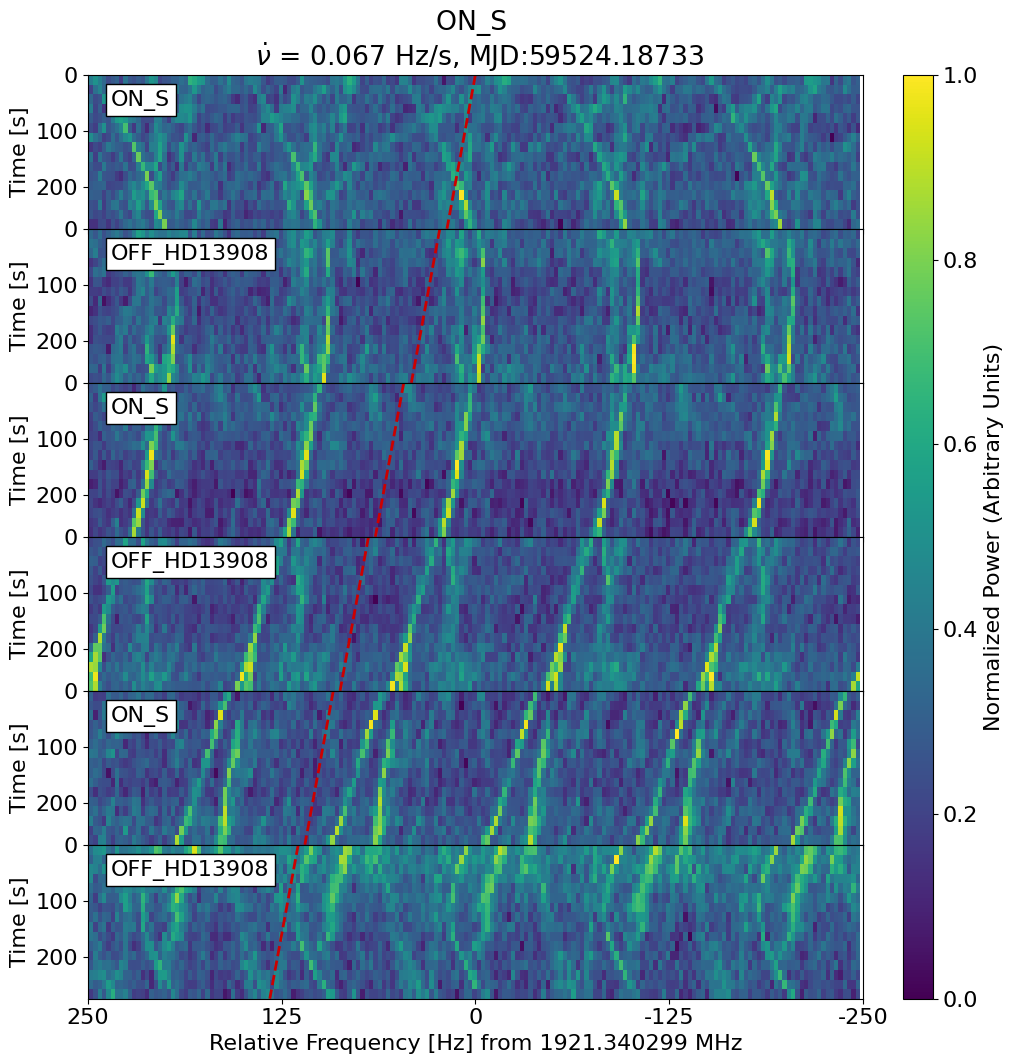 ON_S
ν̇ = 0.067 Hz/s, MJD:59524.18733
0
100
200
Time [s]
ON_S
0
100
200
Time [s]
OFF_HD13908
0
100
200
Time [s]
ON_S
0
100
200
Time [s]
OFF_HD13908
0
100
200
Time [s]
ON_S
0
100
200
Time [s]
OFF_HD13908
250 125 0 -125 -250
Relative Frequency [Hz] from 1921.340299 MHz
1.0
0.8
0.6
0.4
0.2
0.0
Normalized Power (Arbitrary Units)